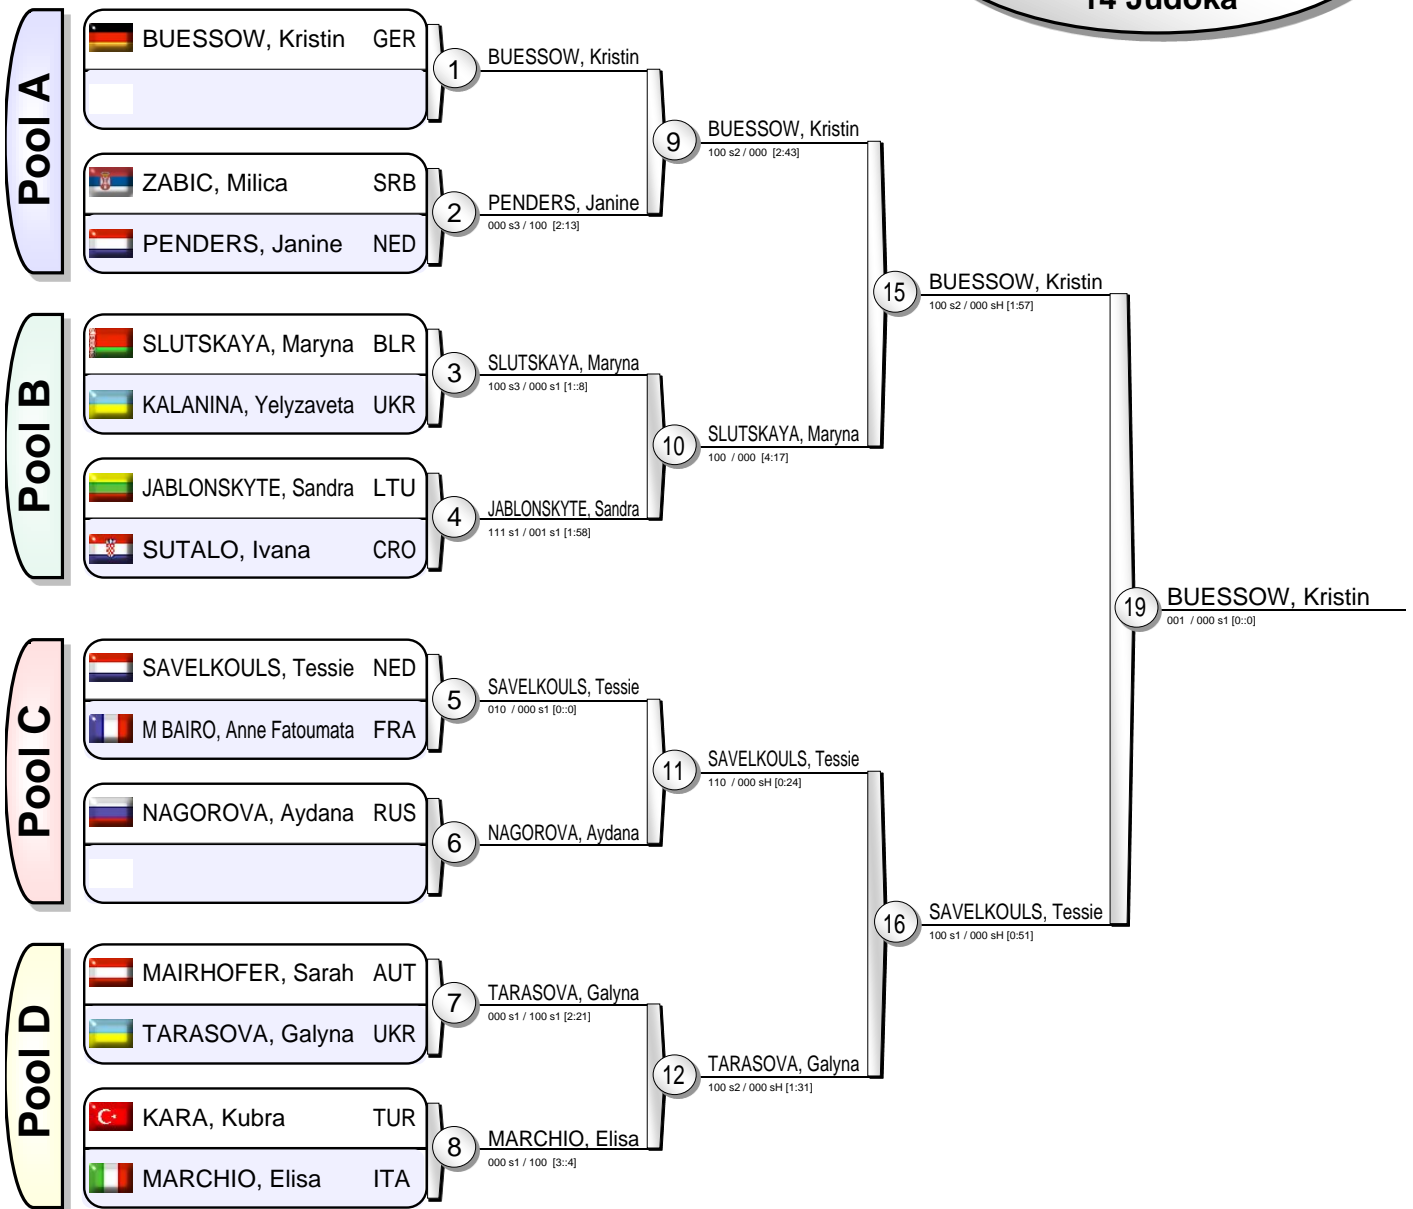 14 Judoka
Pool A
BUESSOW, Kristin GER
1
BUESSOW, Kristin
ZABIC, Milica SRB
PENDERS, Janine NED
2
PENDERS, Janine
000 s3 / 100 [2:13]
9
BUESSOW, Kristin
100 s2 / 000 [2:43]
Pool B
SLUTSKAYA, Maryna BLR
KALANINA, Yelyzaveta UKR
3
SLUTSKAYA, Maryna
100 s3 / 000 s1 [1::8]
JABLONSKYTE, Sandra LTU
SUTALO, Ivana CRO
4
JABLONSKYTE, Sandra
111 s1 / 001 s1 [1:58]
10
SLUTSKAYA, Maryna
100 / 000 [4:17]
15
BUESSOW, Kristin
100 s2 / 000 sH [1:57]
Pool C
SAVELKOULS, Tessie NED
M BAIRO, Anne Fatoumata FRA
5
SAVELKOULS, Tessie
010 / 000 s1 [0::0]
NAGOROVA, Aydana RUS
6
NAGOROVA, Aydana
11
SAVELKOULS, Tessie
110 / 000 sH [0:24]
Pool D
MAIRHOFER, Sarah AUT
TARASOVA, Galyna UKR
7
TARASOVA, Galyna
000 s1 / 100 s1 [2:21]
KARA, Kubra TUR
MARCHIO, Elisa ITA
8
MARCHIO, Elisa
000 s1 / 100 [3::4]
12
TARASOVA, Galyna
100 s2 / 000 sH [1:31]
16
SAVELKOULS, Tessie
100 s1 / 000 sH [0:51]
19
BUESSOW, Kristin
001 / 000 s1 [0::0]